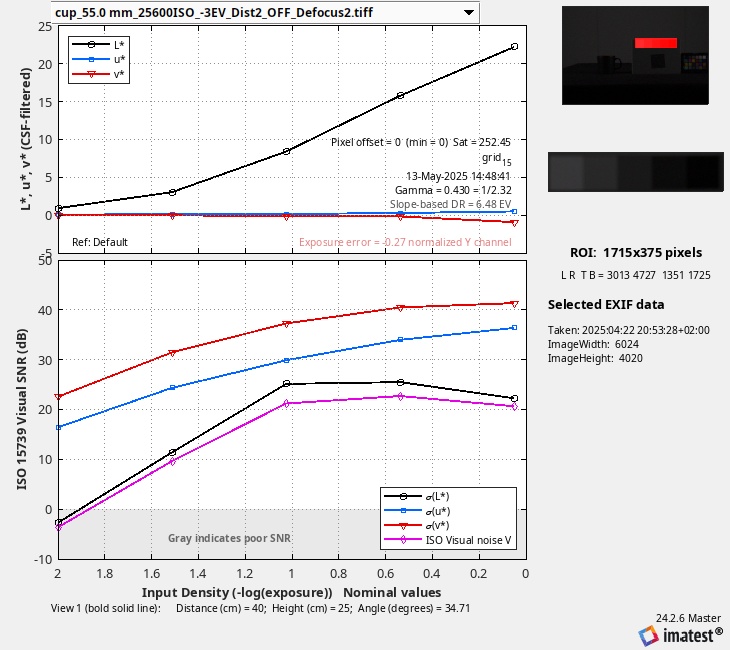 cup_55.0 mm_25600ISO_-3EV_Dist2_OFF_Defocus2.tiff
25
20
15
10
5
0
-5
L*, u*, v* (CSF-filtered)
L*
u*
v*
Pixel offset = 0 (min = 0) Sat = 252.45
grid15
13-May-2025 14:48:41
Gamma = 0.430 = 1/2.32
Slope-based DR = 6.48 EV
Ref: Default
Exposure error = -0.27 normalized Y channel
50
40
30
20
10
0
-10
ISO 15739 Visual SNR (dB)
σ(L*)
σ(u*)
σ(v*)
ISO Visual noise V
Gray indicates poor SNR
2 1.8 1.6 1.4 1.2 1 0.8 0.6 0.4 0.2 0
Input Density (-log(exposure)) Nominal values
View 1 (bold solid line): Distance (cm) = 40; Height (cm) = 25; Angle (degrees) = 34.71
ROI: 1715x375 pixels
L R T B = 3013 4727 1351 1725
Selected EXIF data
Taken: 2025:04:22 20:53:28+02:00
ImageWidth: 6024
ImageHeight: 4020
24.2.6 Master
imatest®